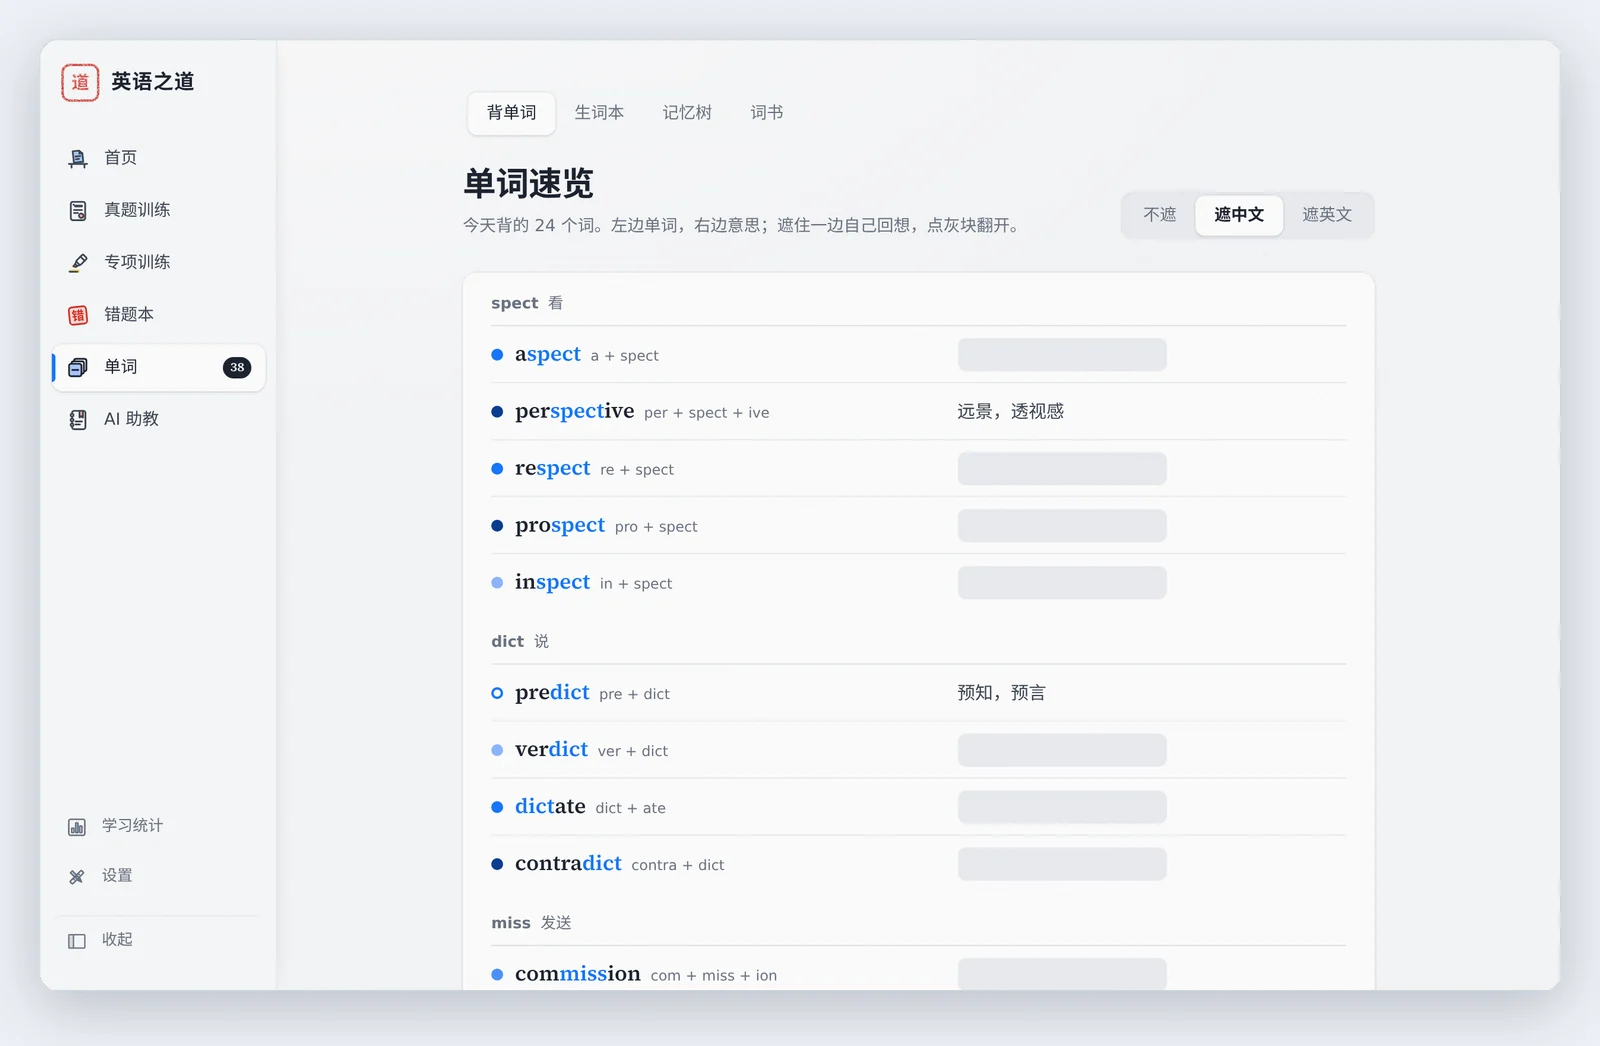 道 英语之道
首页
真题训练
专项训练
错 错题本
单词 38
AI 助教
学习统计
设置
收起
背单词 生词本 记忆树 词书
单词速览
今天背的 24 个词。左边单词，右边意思；遮住一边自己回想，点灰块翻开。
不遮 遮中文 遮英文
spect 看
aspect a + spect
perspective per + spect + ive 远景，透视感
respect re + spect
prospect pro + spect
inspect in + spect
dict 说
predict pre + dict 预知，预言
verdict ver + dict
dictate dict + ate
contradict contra + dict
miss 发送
commission com + miss + ion